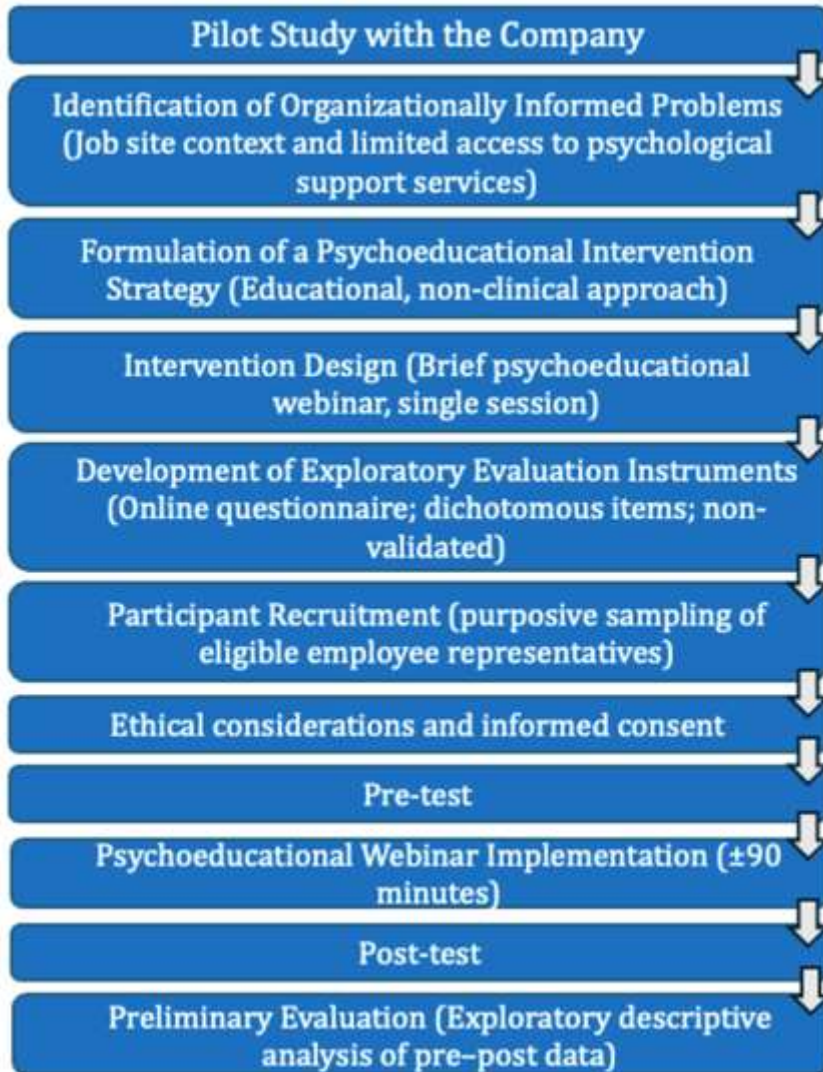 Pilot Study with the Company
Identification of Organizationally Informed Problems
(Job site context and limited access to psychological
support services)
Formulation of a Psychoeducational Intervention
Strategy (Educational, non-clinical approach)
Intervention Design (Brief psychoeducational
webinar, single session)
Development of Exploratory Evaluation Instruments
(Online questionnaire; dichotomous items; non-
validated)
Participant Recruitment (purposive sampling of
eligible employee representatives)
Ethical considerations and informed consent
Pre-test
Psychoeducational Webinar Implementation (±90
minutes)
Post-test
Preliminary Evaluation (Exploratory descriptive
analysis of pre–post data)